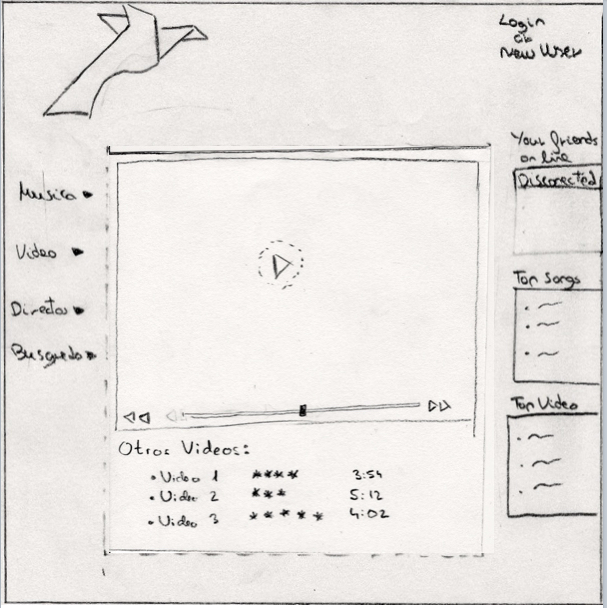 Login
or
New User
Your friends
on line
Disconected
Musica
Video
Directos
Busqueda
Top Songs
Top Video
Otros Videos:
Video 1 **** 3:54
Video 2 *** 5:12
Video 3 ***** 4:02